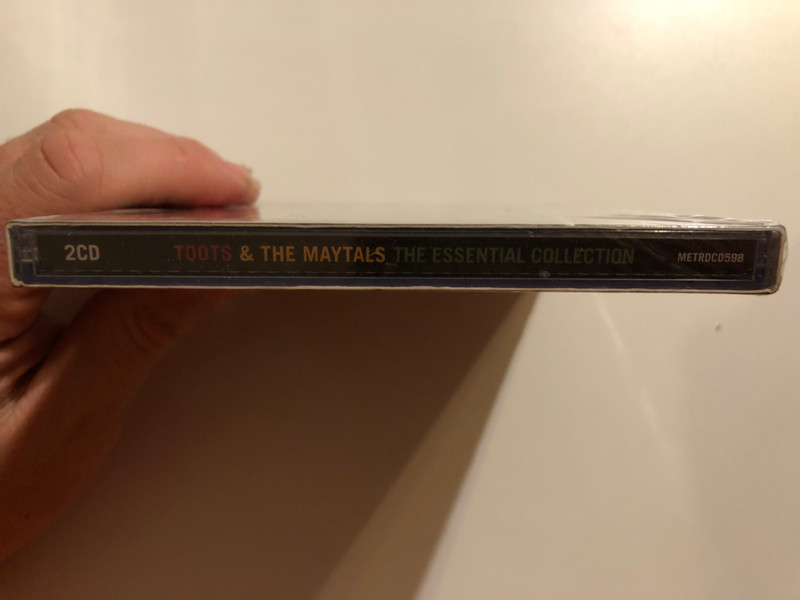 2CD TOOTS & THE MAYTALS THE ESSENTIAL COLLECTION METRDCD598